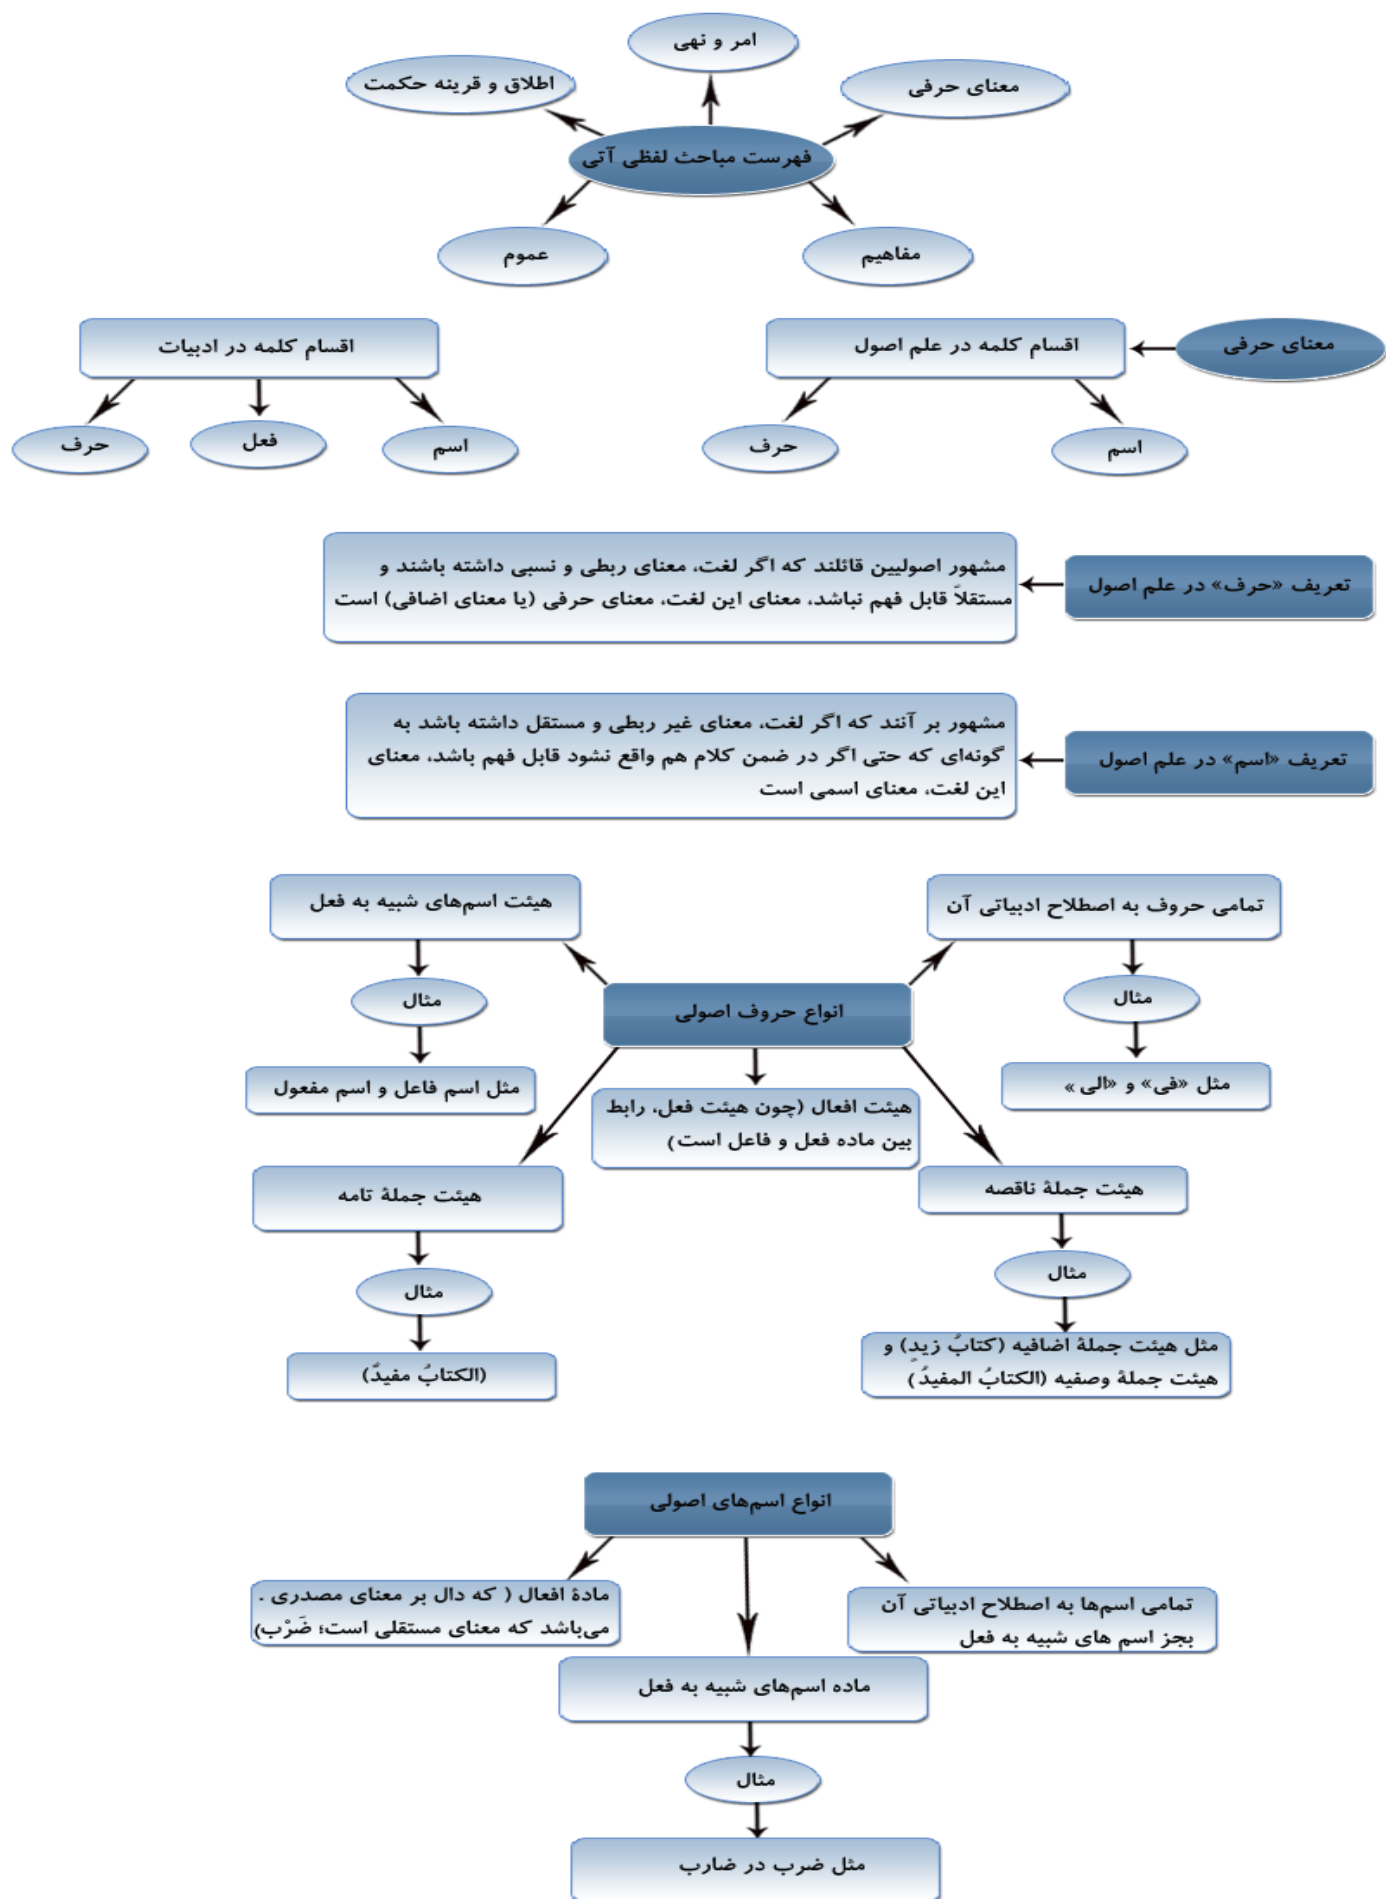 امر و نهی
معنای حرفی
اطلاق و قرینه حکمت
فهرست مباحث لفظی آتی
مفاهیم
عموم
معنای حرفی
اقسام کلمه در علم اصول
اسم
حرف
اقسام کلمه در ادبیات
اسم
فعل
حرف
تعریف «حرف» در علم اصول
مشهور اصولیین قائلند که اگر لغت، معنای ربطی و نسبی داشته باشند و
مستقلاً قابل فهم نباشد، معنای این لغت، معنای حرفی (یا معنای اضافی) است
تعریف «اسم» در علم اصول
مشهور بر آنند که اگر لغت، معنای غیر ربطی و مستقل داشته باشد به
گونه‌ای که حتی اگر در ضمن کلام هم واقع نشود قابل فهم باشد، معنای
این لغت، معنای اسمی است
تمامی حروف به اصطلاح ادبیاتی آن
مثال
مثل «فی» و «الی »
هیئت اسم‌های شبیه به فعل
مثال
مثل اسم فاعل و اسم مفعول
انواع حروف اصولی
هیئت افعال (چون هیئت فعل، رابط
بین ماده فعل و فاعل است)
هیئت جملۀ ناقصه
مثال
مثل هیئت جملۀ اضافیه (کتابُ زیدٍ) و
هیئت جملۀ وصفیه (الکتابُ المفیدُ)
هیئت جملۀ تامه
مثال
(الکتابُ مفیدٌ)
انواع اسم‌های اصولی
تمامی اسم‌ها به اصطلاح ادبیاتی آن
بجز اسم های شبیه به فعل
مادۀ افعال ( که دال بر معنای مصدری .
می‌باشد که معنای مستقلی است؛ ضَرْب)
ماده اسم‌های شبیه به فعل
مثال
مثل ضرب در ضارب